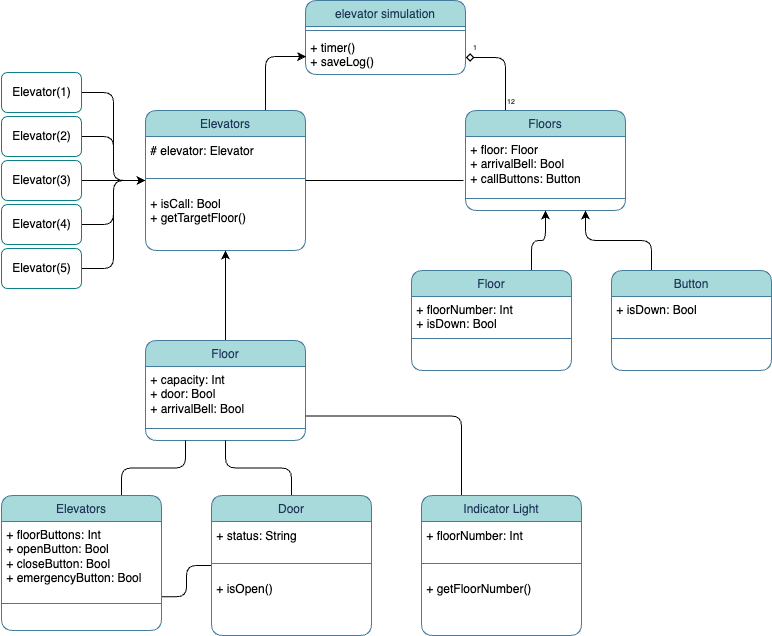 elevator simulation
+ timer()
+ saveLog()
1
12
Elevator(1)
Elevator(2)
Elevator(3)
Elevator(4)
Elevator(5)
Elevators
# elevator: Elevator
+ isCall: Bool
+ getTargetFloor()
Floors
+ floor: Floor
+ arrivalBell: Bool
+ callButtons: Button
Floor
+ floorNumber: Int
+ isDown: Bool
Button
+ isDown: Bool
Floor
+ capacity: Int
+ door: Bool
+ arrivalBell: Bool
Elevators
+ floorButtons: Int
+ openButton: Bool
+ closeButton: Bool
+ emergencyButton: Bool
Door
+ status: String
+ isOpen()
Indicator Light
+ floorNumber: Int
+ getFloorNumber()